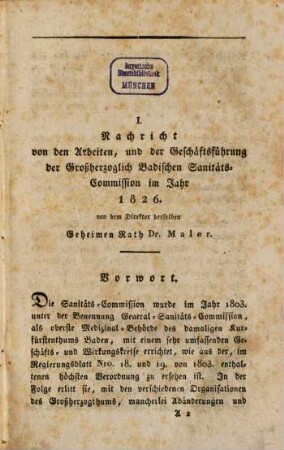 Bayerische
Staatsbibliothek
MÜNCHEN
I.
Nachricht
von den Arbeiten, und der Geschäftsführung
der Großherzoglich Badischen Sanitäts-
Commission im Jahr
1826.
von dem Direktor derselben
Geheimen Rath Dr. Maler.
Vorwort.
Die Sanitäts-Commission wurde im Jahr 1803.
unter der Benennung General-Sanitäts-Commission,
als oberste Medizinal-Behörde des damaligen Kur-
fürstenthums Baden, mit einem sehr umfassenden Ge-
schäfts- und Wirkungskreise errichtet, wie aus der, im
Regierungsblatt Nro. 18. und 19. von 1803. enthal-
tenen höchsten Verordnung zu ersehen ist. In der
Folge erlitt sie, mit den verschiedenen Organisationen
des Großherzogthums, mancherlei Abänderungen und
A 2